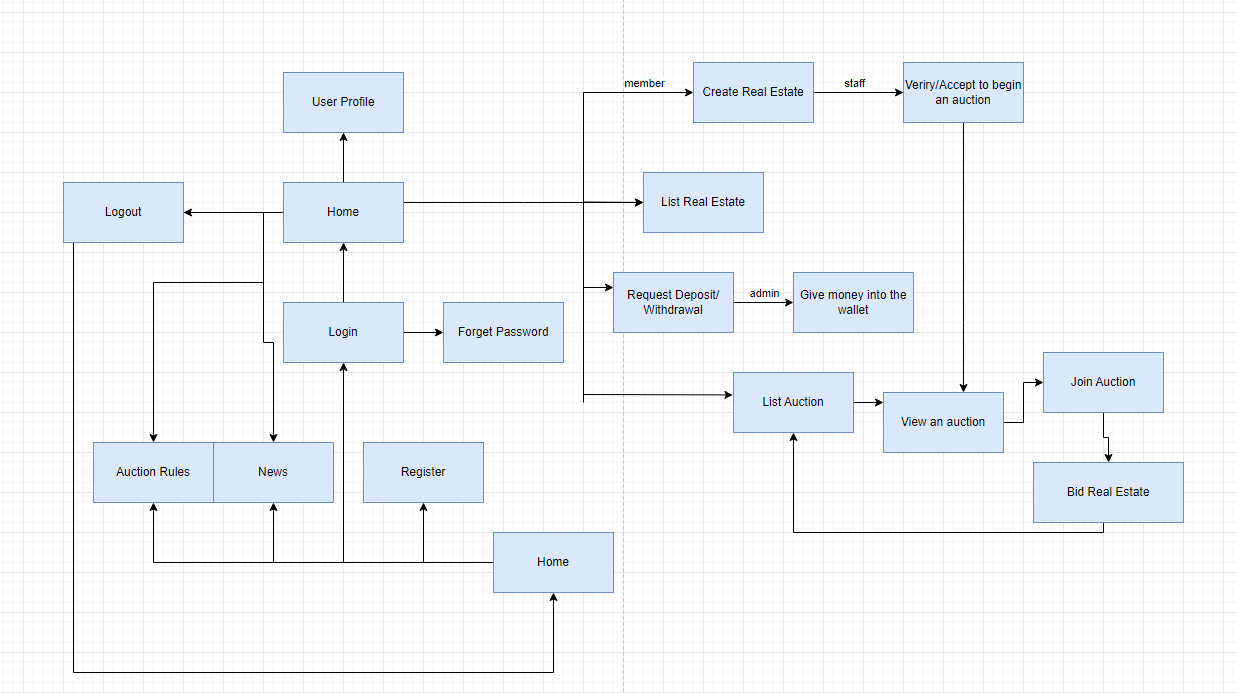 member
Create Real Estate
staff
Veriry/Accept to begin
an auction
User Profile
Logout
Home
List Real Estate
Request Deposit/
Withdrawal
admin
Give money into the
wallet
Login
Forget Password
List Auction
View an auction
Join Auction
Auction Rules
News
Register
Bid Real Estate
Home